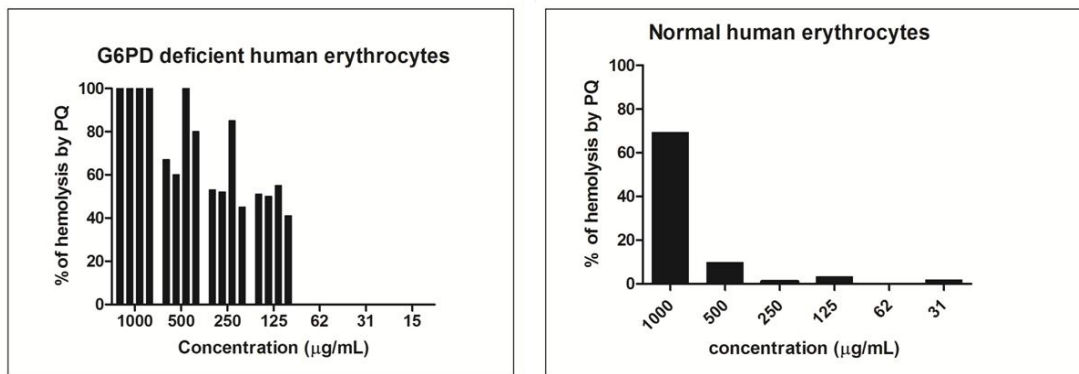 G6PD deficient human erythrocytes
% of hemolysis by PQ
100
80
60
40
20
0
1000 500 250 125 62 31 15
Concentration (μg/mL)
Normal human erythrocytes
% of hemolysis by PQ
100
80
60
40
20
0
1000 500 250 125 62 31
concentration (μg/mL)